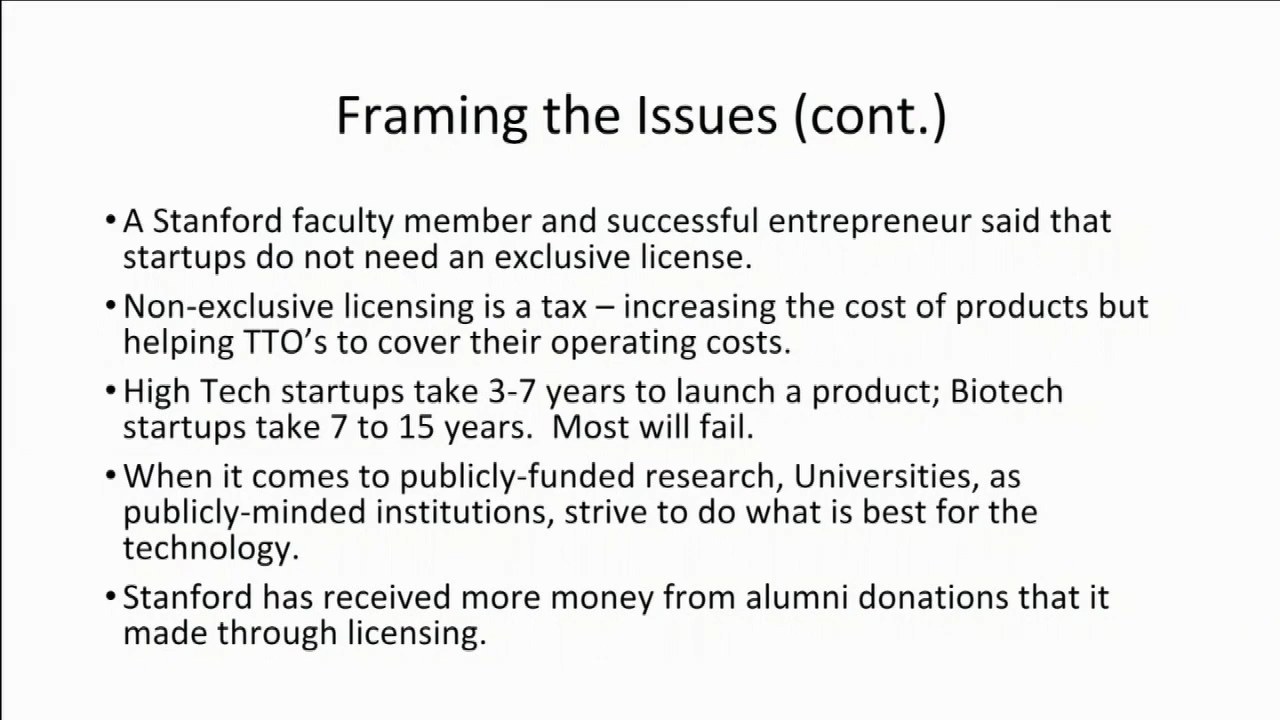 Framing the Issues (cont.)
• A Stanford faculty member and successful entrepreneur said that
startups do not need an exclusive license.
• Non-exclusive licensing is a tax – increasing the cost of products but
helping TTO’s to cover their operating costs.
• High Tech startups take 3-7 years to launch a product; Biotech
startups take 7 to 15 years.  Most will fail.
• When it comes to publicly-funded research, Universities, as
publicly-minded institutions, strive to do what is best for the
technology.
• Stanford has received more money from alumni donations that it
made through licensing.